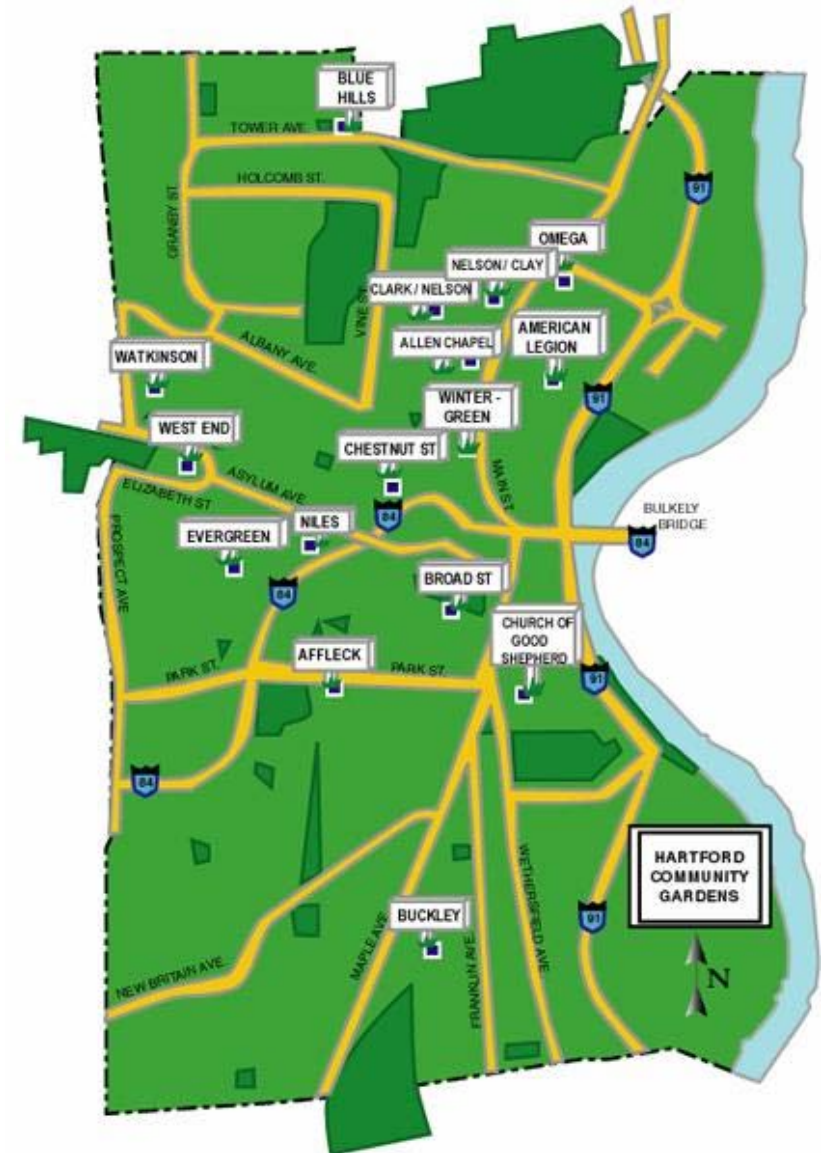 BLUE
HILLS
TOWER AVE.
HOLCOMB ST.
GRANBY ST
91
OMEGA
NELSON / CLAY
CLARK / NELSON
VINE ST.
ALLEN CHAPEL
AMERICAN
LEGION
WATKINSON
ALBANY AVE.
91
WINTER -
GREEN
WEST END
CHESTNUT ST
MAIN ST.
ASYLUM AVE.
ELIZABETH ST
BULKELY
BRIDGE
84
84
NILES
EVERGREEN
PROSPECT AVE
84
BROAD ST
CHURCH OF
GOOD
SHEPHERD
AFFLECK
PARK ST.
PARK ST.
91
84
HARTFORD
COMMUNITY
GARDENS
WETHERSFIELD AVE
BUCKLEY
91
MAPLE AVE
FRANKLIN AVE.
NEW BRITAIN AVE.
N